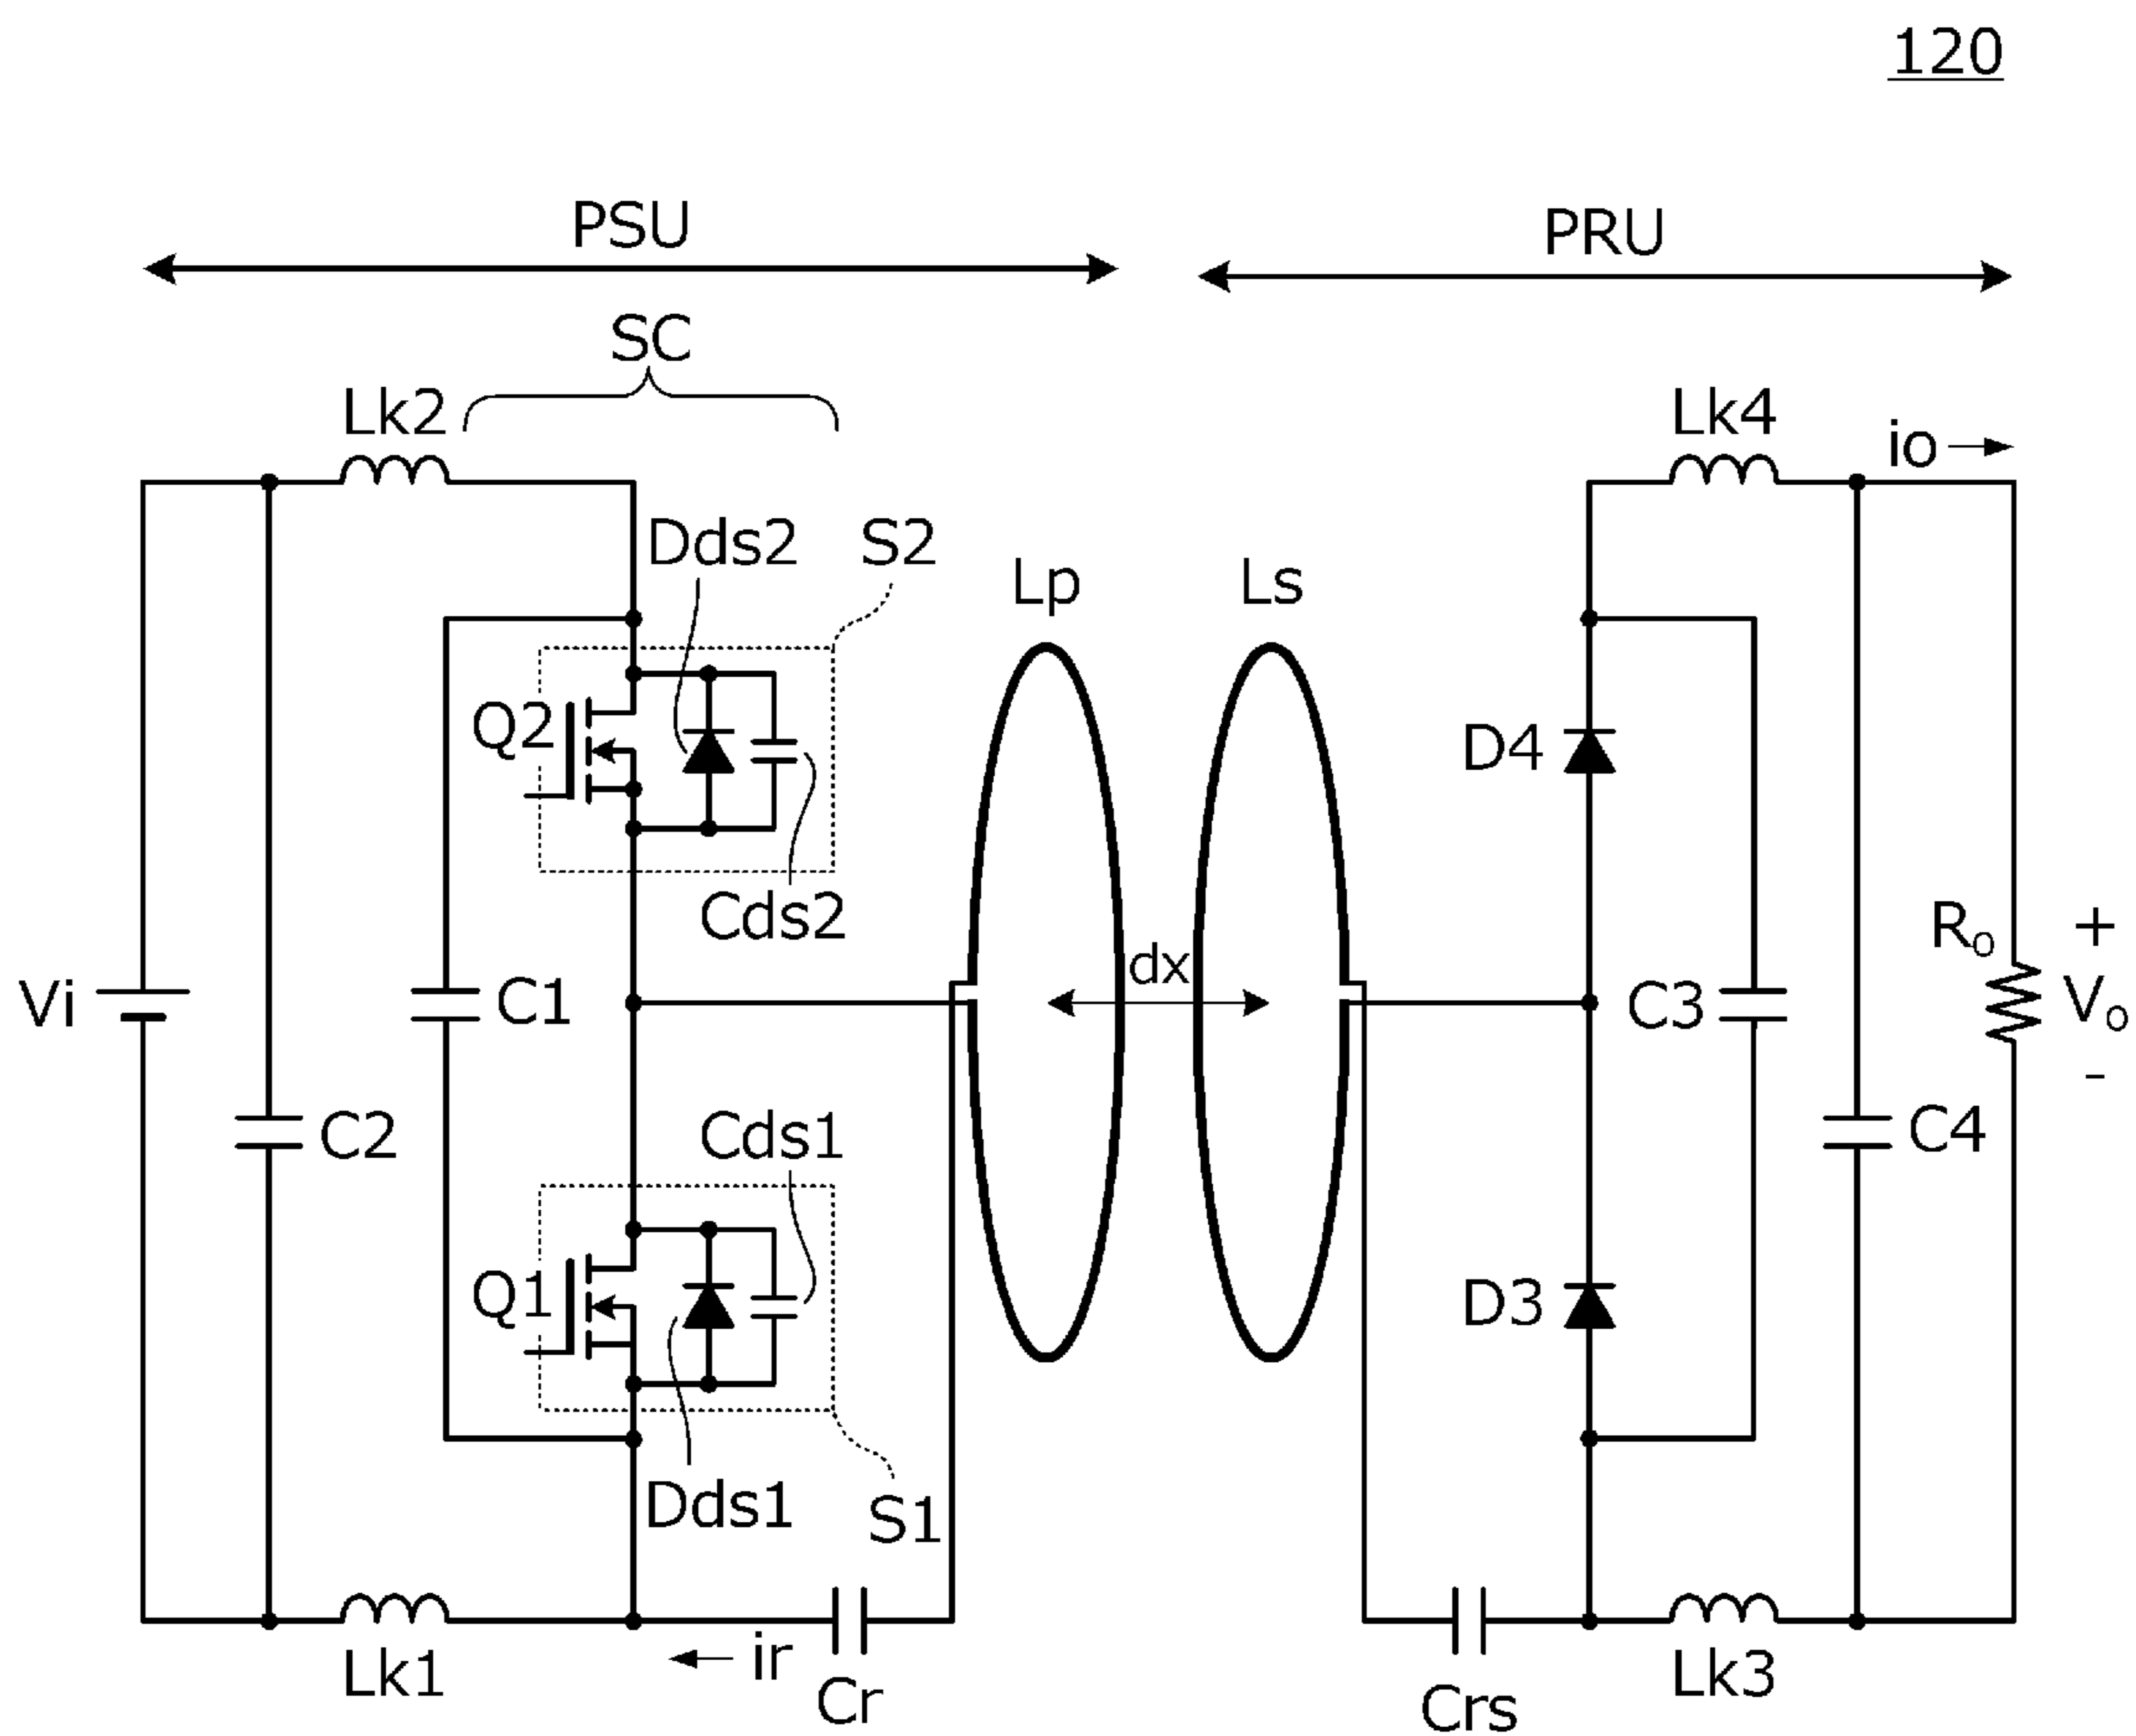 120
PSU
PRU
SC
Lk2
Lk4
io
Dds2
S2
Lp
Ls
Q2
D4
Cds2
Ro
+
dx
Vi
C1
C3
Vo
-
C2
Cds1
C4
Q1
D3
Dds1
S1
ir
Lk1
Cr
Lk3
Crs